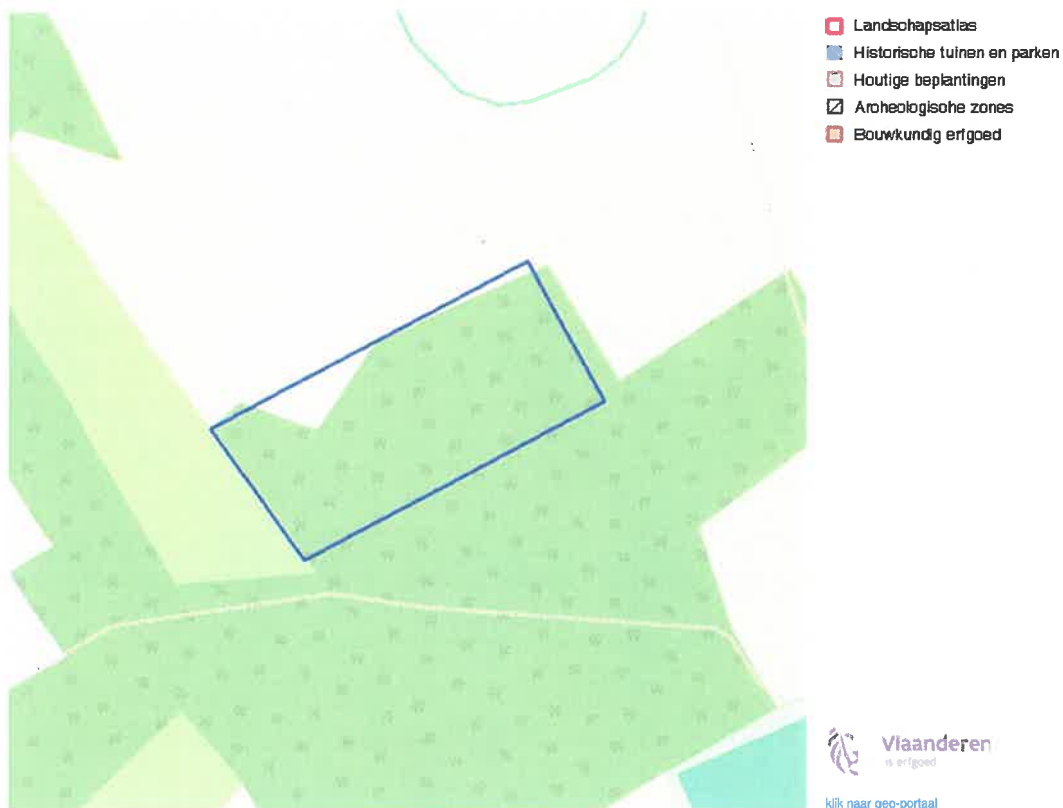 Landschapsatlas
Historische tuinen en parken
Houtige beplantingen
Archeologische zones
Bouwkundig erfgoed
Vlaanderen
is erfgoed
klik naar geo-portaal